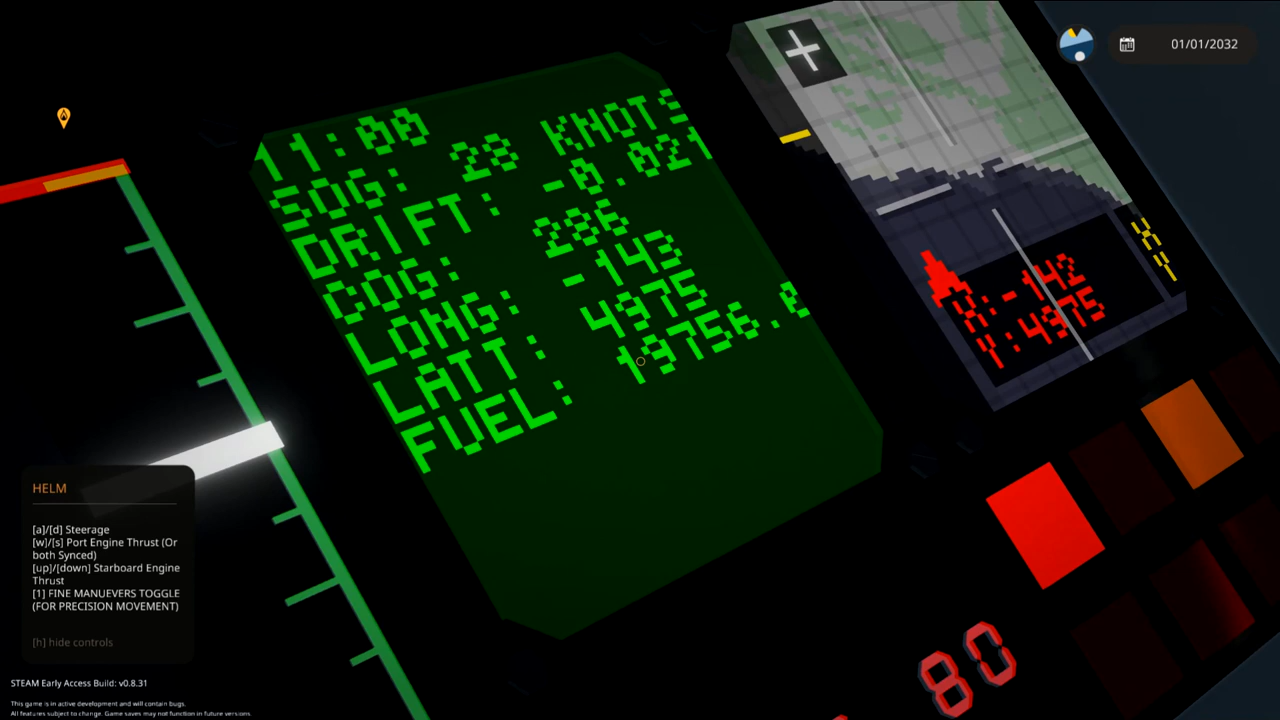 01/01/2032
11:00
SOG: 28 KNOTS
DRIFT: -0.021
COG: 286
LONG: -143
LATT: 4975
FUEL: 19756.0
X:-142
Y:4975
80
HELM
[a]/[d] Steerage
[w]/[s] Port Engine Thrust (Or
both Synced)
[up]/[down] Starboard Engine
Thrust
[1] FINE MANUEVERS TOGGLE
(FOR PRECISION MOVEMENT)
[h] hide controls
STEAM Early Access Build: v0.8.31
This game is in active development and will contain bugs.
All features subject to change. Game saves may not function in future versions.